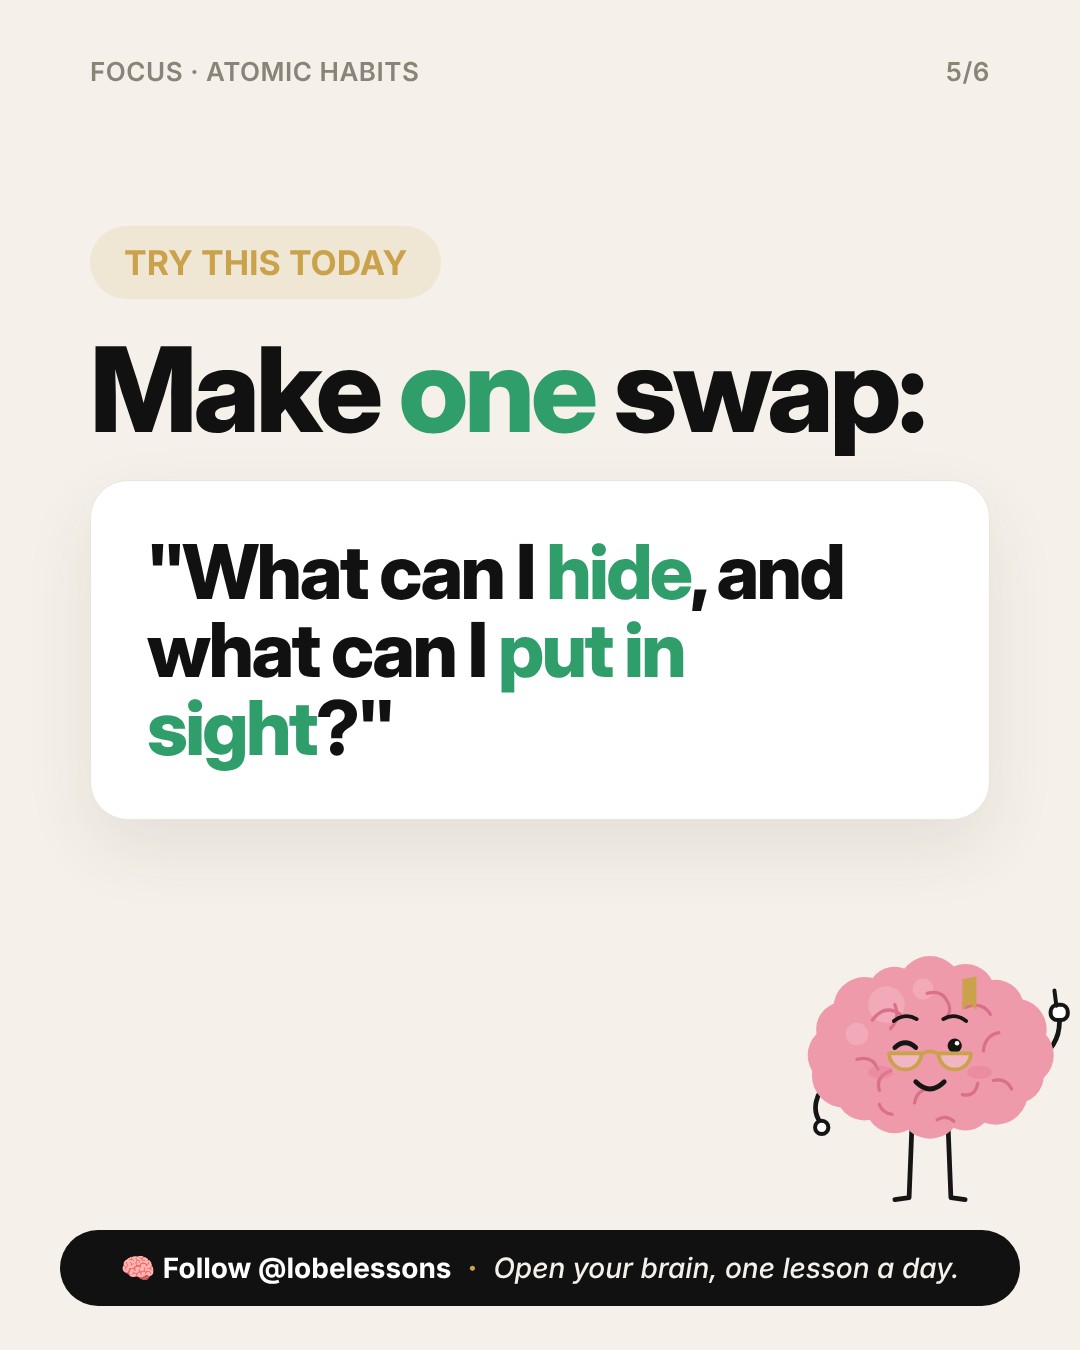 FOCUS · ATOMIC HABITS
5/6
TRY THIS TODAY
Make one swap:
"What can I hide, and
what can I put in
sight?"
🧠 Follow @lobelessons · Open your brain, one lesson a day.